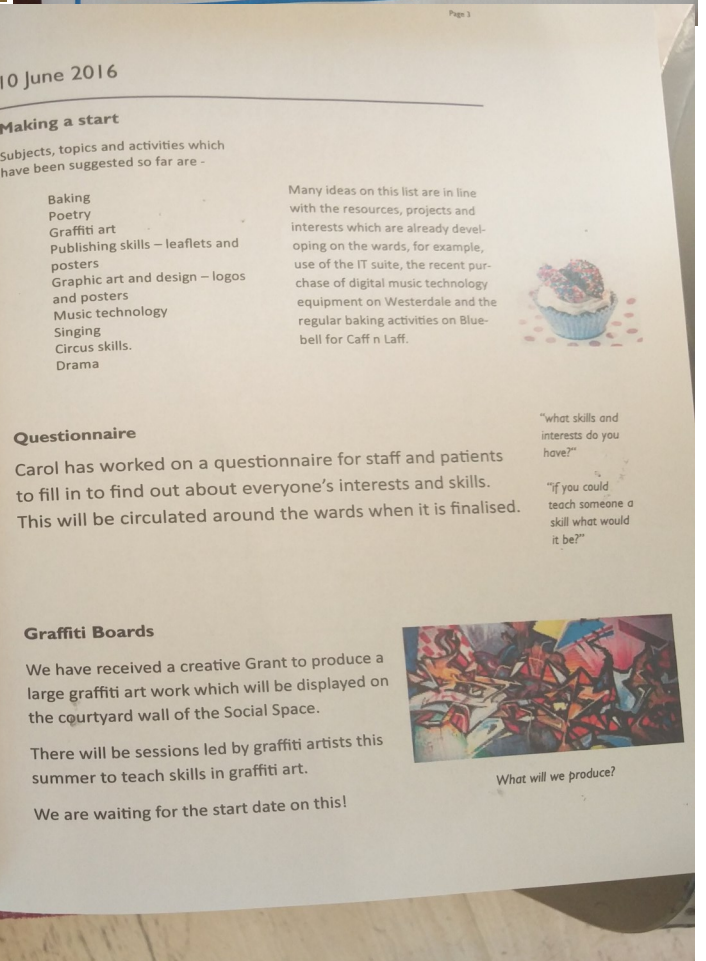 Page 3
10 June 2016
Making a start
Subjects, topics and activities which
have been suggested so far are -
Baking
Poetry
Graffiti art
Publishing skills – leaflets and
posters
Graphic art and design – logos
and posters
Music technology
Singing
Circus skills.
Drama
Many ideas on this list are in line
with the resources, projects and
interests which are already devel-
oping on the wards, for example,
use of the IT suite, the recent pur-
chase of digital music technology
equipment on Westerdale and the
regular baking activities on Blue-
bell for Caff n Laff.
Questionnaire
Carol has worked on a questionnaire for staff and patients
to fill in to find out about everyone's interests and skills.
This will be circulated around the wards when it is finalised.
"what skills and
interests do you
have?"
"if you could
teach someone a
skill what would
it be?"
Graffiti Boards
We have received a creative Grant to produce a
large graffiti art work which will be displayed on
the courtyard wall of the Social Space.
There will be sessions led by graffiti artists this
summer to teach skills in graffiti art.
We are waiting for the start date on this!
What will we produce?